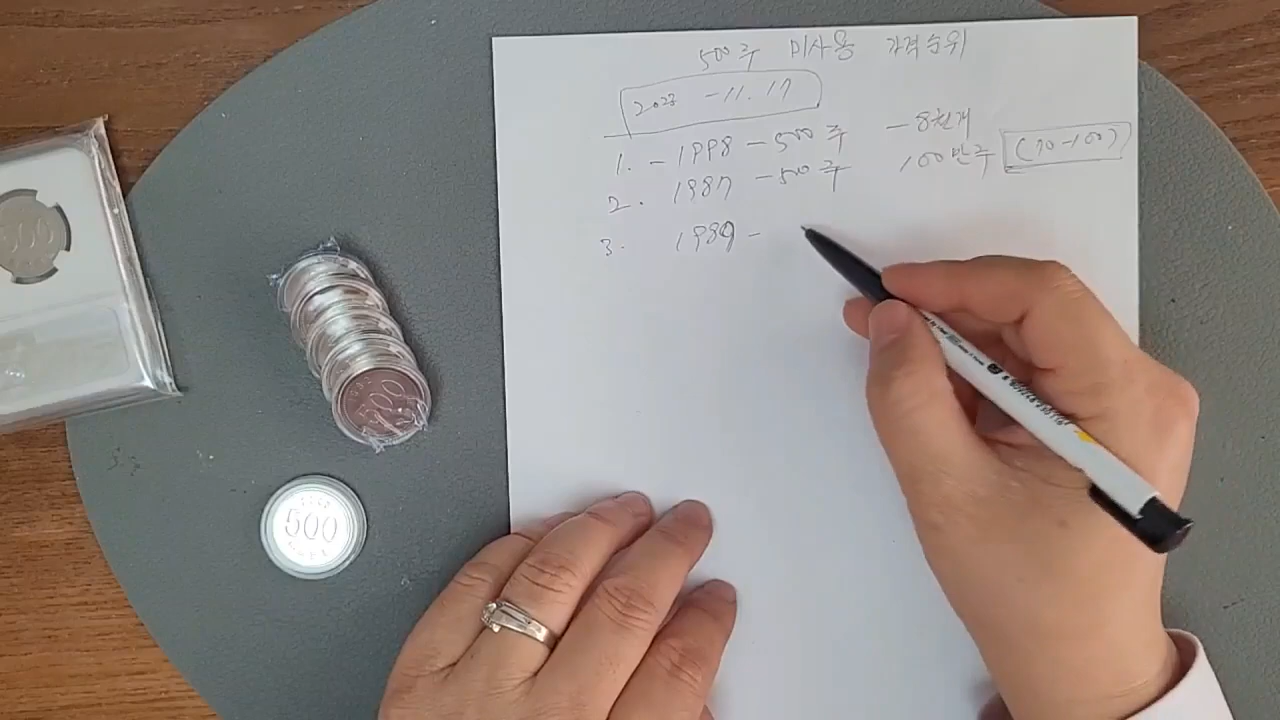 500주 미사용 가격순위
2023 -11.17
1. - 1998 - 500주 - 8천개
2. 1987 - 500주 100만주 (70-100)
3. 1989 -
500
500
500